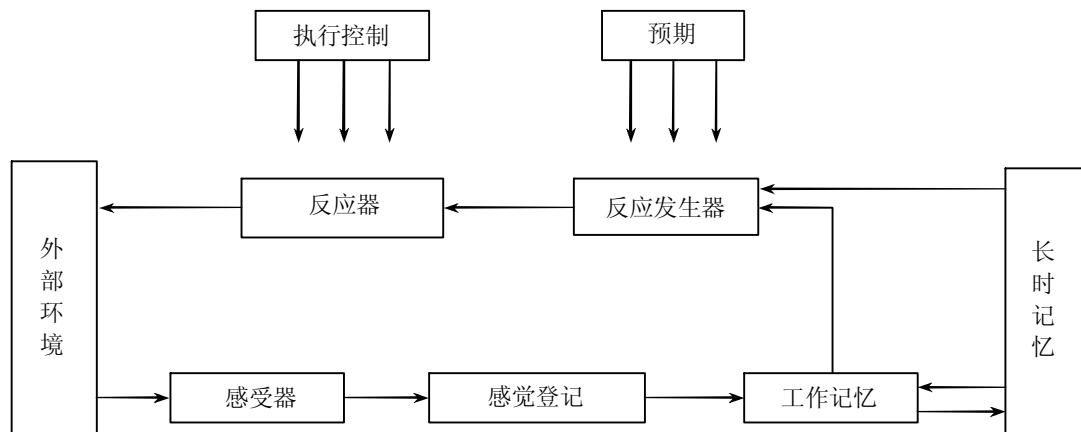 执行控制
预期
反应器
反应发生器
外部环境
长时记忆
感受器
感觉登记
工作记忆